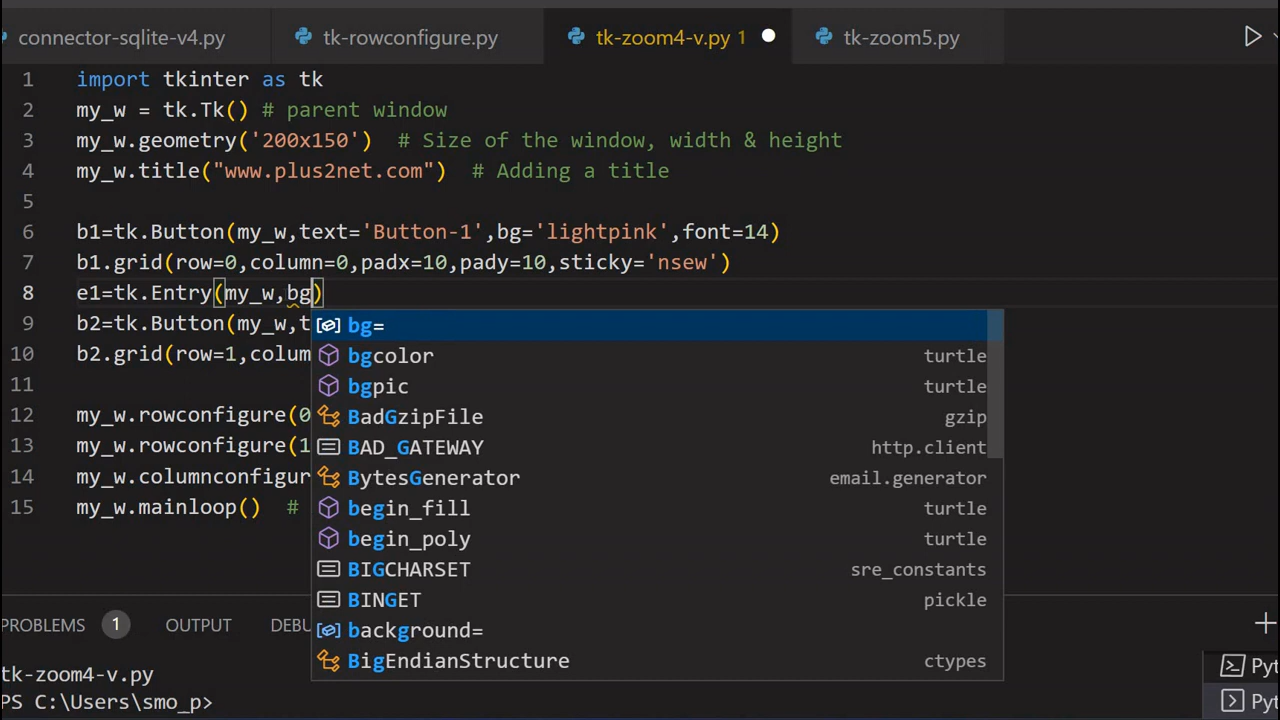 connector-sqlite-v4.py tk-rowconfigure.py tk-zoom4-v.py 1 tk-zoom5.py
1 import tkinter as tk
2 my_w = tk.Tk() # parent window
3 my_w.geometry('200x150')  # Size of the window, width & height
4 my_w.title("www.plus2net.com")  # Adding a title
5
6 b1=tk.Button(my_w,text='Button-1',bg='lightpink',font=14)
7 b1.grid(row=0,column=0,padx=10,pady=10,sticky='nsew')
8 e1=tk.Entry(my_w,bg)
9 b2=tk.Button(my_w,t
bg=
10 b2.grid(row=1,colum
bgcolor turtle
11
bgpic turtle
12 my_w.rowconfigure(0
BadGzipFile gzip
13 my_w.rowconfigure(1
BAD_GATEWAY http.client
14 my_w.columnconfigur
BytesGenerator email.generator
15 my_w.mainloop()  #
begin_fill turtle
begin_poly turtle
BIGCHARSET sre_constants
BINGET pickle
background=
BigEndianStructure ctypes
PROBLEMS 1 OUTPUT DEBU
tk-zoom4-v.py
Pyt
PS C:\Users\smo_p>
Pyt